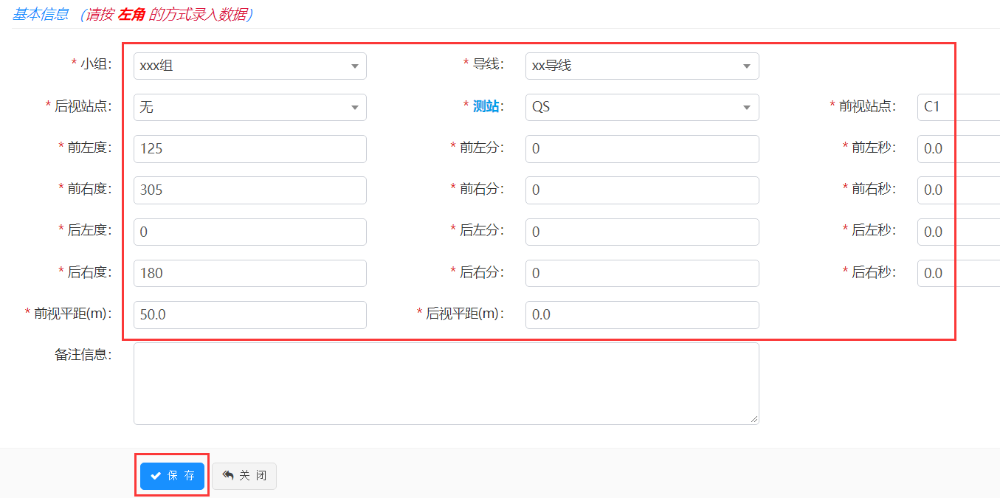 基本信息 (请按 左角 的方式录入数据)
* 小组: xxx组 * 导线: xx导线
* 后视站点: 无 * 测站: QS * 前视站点: C1
* 前左度: 125 * 前左分: 0 * 前左秒: 0.0
* 前右度: 305 * 前右分: 0 * 前右秒: 0.0
* 后左度: 0 * 后左分: 0 * 后左秒: 0.0
* 后右度: 180 * 后右分: 0 * 后右秒: 0.0
* 前视平距(m): 50.0 * 后视平距(m): 0.0
备注信息:
保 存 关 闭